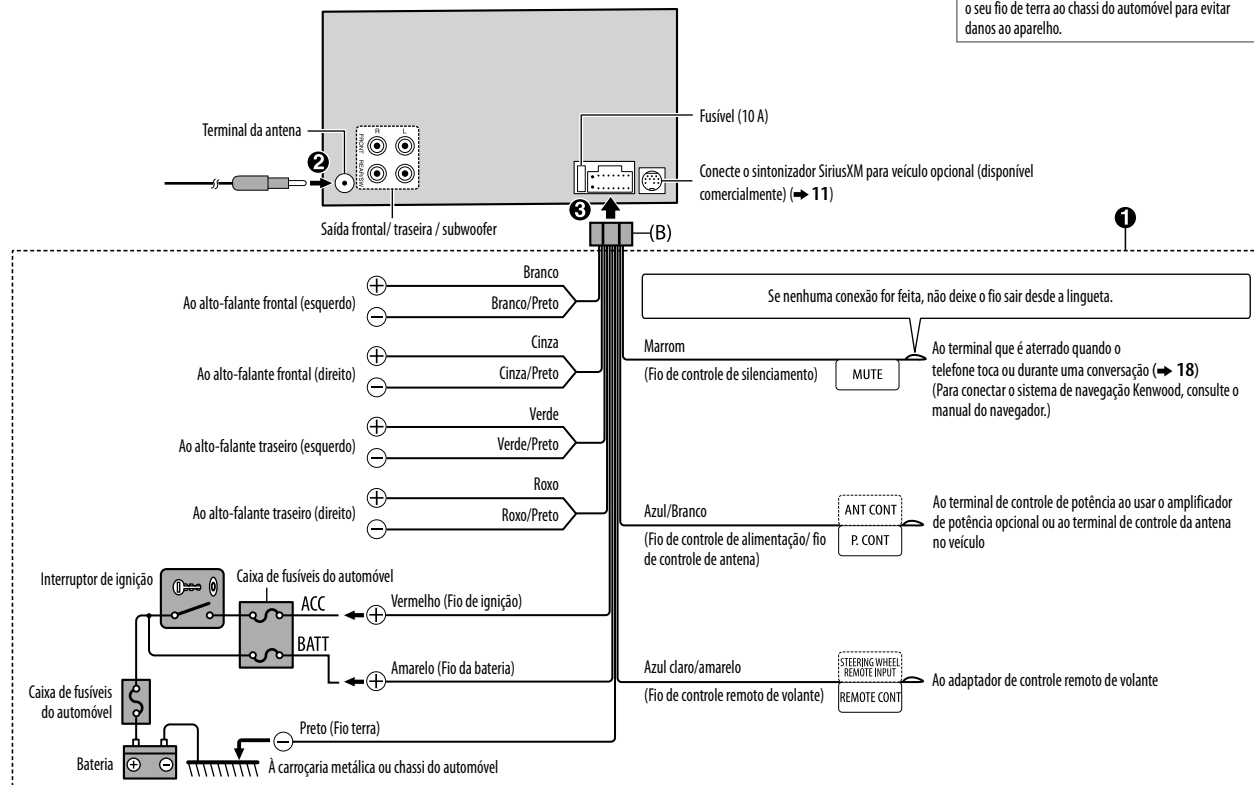 o seu fio de terra ao chassi do automóvel para evitar
danos ao aparelho.
Terminal da antena
R
L
FRONT
REAR/SW
Fusível (10 A)
Conecte o sintonizador SiriusXM para veículo opcional (disponível
comercialmente) (➜ 11)
❷
❸
Saída frontal/ traseira / subwoofer
(B)
❶
Branco
Ao alto-falante frontal (esquerdo)
Branco/Preto
Cinza
Ao alto-falante frontal (direito)
Cinza/Preto
Verde
Ao alto-falante traseiro (esquerdo)
Verde/Preto
Roxo
Ao alto-falante traseiro (direito)
Roxo/Preto
Se nenhuma conexão for feita, não deixe o fio sair desde a lingueta.
Marrom
(Fio de controle de silenciamento)
MUTE
Ao terminal que é aterrado quando o
telefone toca ou durante uma conversação (➜ 18)
(Para conectar o sistema de navegação Kenwood, consulte o
manual do navegador.)
Azul/Branco
(Fio de controle de alimentação/ fio
de controle de antena)
ANT CONT
P. CONT
Ao terminal de controle de potência ao usar o amplificador
de potência opcional ou ao terminal de controle da antena
no veículo
Interruptor de ignição
Caixa de fusíveis do automóvel
ACC
Vermelho (Fio de ignição)
BATT
Amarelo (Fio da bateria)
Azul claro/amarelo
(Fio de controle remoto de volante)
STEERING WHEEL
REMOTE INPUT
REMOTE CONT
Ao adaptador de controle remoto de volante
Caixa de fusíveis
do automóvel
Preto (Fio terra)
Bateria
À carroçaria metálica ou chassi do automóvel